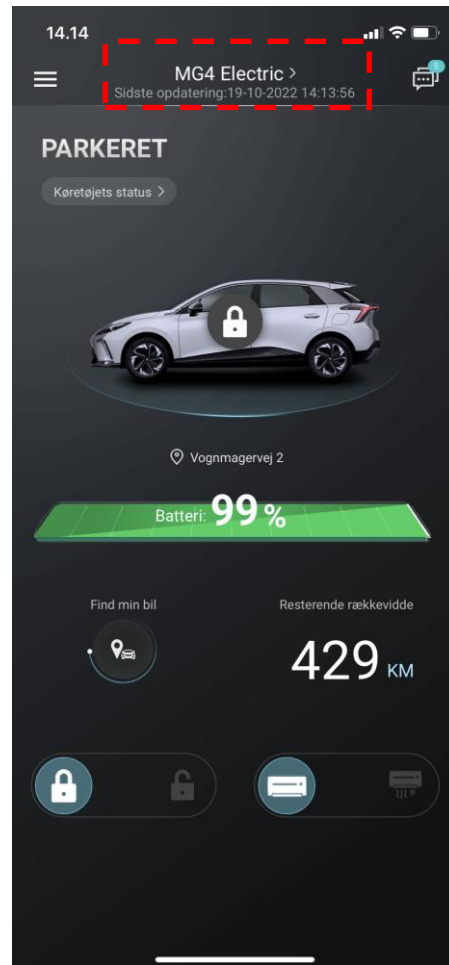 14.14
MG4 Electric >
Sidste opdatering:19-10-2022 14:13:56
5
PARKERET
Køretøjets status >
Vognmagervej 2
Batteri: 99 %
Find min bil
Resterende rækkevidde
429 KM